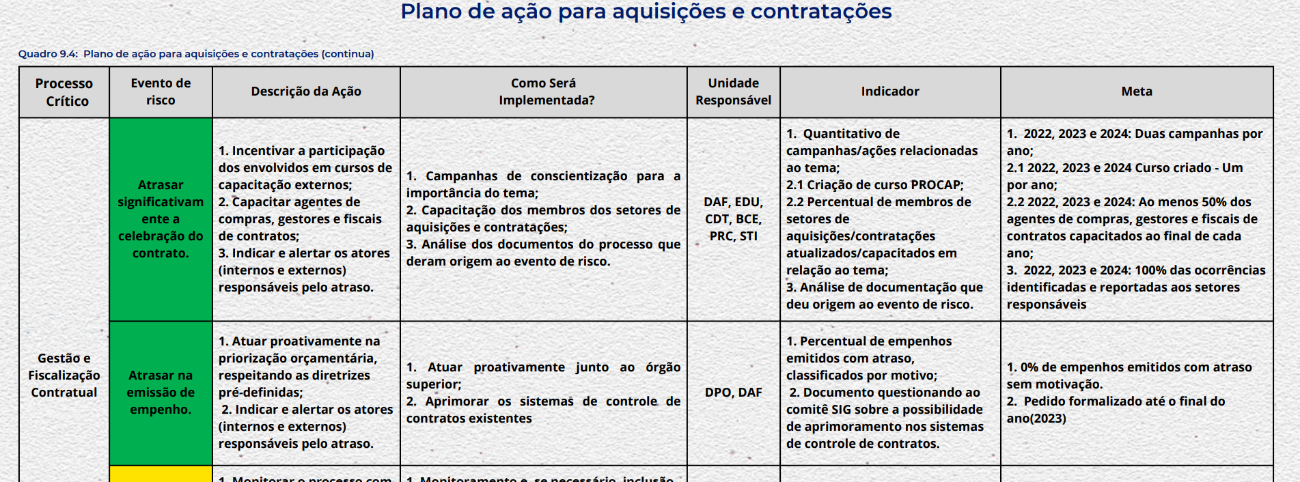 Plano de ação para aquisições e contratações
Quadro 9.4: Plano de ação para aquisições e contratações (continua)
Processo
Crítico
Evento de
risco
Descrição da Ação
Como Será
Implementada?
Unidade
Responsável
Indicador
Meta
Gestão e
Fiscalização
Contratual
Atrasar
significativam
ente a
celebração do
contrato.
1. Incentivar a participação
dos envolvidos em cursos de
capacitação externos;
2. Capacitar agentes de
compras, gestores e fiscais
de contratos;
3. Indicar e alertar os atores
(internos e externos)
responsáveis pelo atraso.
1. Campanhas de conscientização para a
importância do tema;
2. Capacitação dos membros dos setores de
aquisições e contratações;
3. Análise dos documentos do processo que
deram origem ao evento de risco.
DAF, EDU,
CDT, BCE,
PRC, STI
1. Quantitativo de
campanhas/ações relacionadas
ao tema;
2.1 Criação de curso PROCAP;
2.2 Percentual de membros de
setores de
aquisições/contratações
atualizados/capacitados em
relação ao tema;
3. Análise de documentação que
deu origem ao evento de risco.
1. 2022, 2023 e 2024: Duas campanhas por
ano;
2.1 2022, 2023 e 2024 Curso criado - Um
por ano;
2.2 2022, 2023 e 2024: Ao menos 50% dos
agentes de compras, gestores e fiscais de
contratos capacitados ao final de cada
ano;
3. 2022, 2023 e 2024: 100% das ocorrências
identificadas e reportadas aos setores
responsáveis
Atrasar na
emissão de
empenho.
1. Atuar proativamente na
priorização orçamentária,
respeitando as diretrizes
pré-definidas;
2. Indicar e alertar os atores
(internos e externos)
responsáveis pelo atraso.
1. Atuar proativamente junto ao órgão
superior;
2. Aprimorar os sistemas de controle de
contratos existentes
DPO, DAF
1. Percentual de empenhos
emitidos com atraso,
classificados por motivo;
2. Documento questionando ao
comitê SIG sobre a possibilidade
de aprimoramento nos sistemas
de controle de contratos.
1. 0% de empenhos emitidos com atraso
sem motivação.
2. Pedido formalizado até o final do
ano(2023)
1. Monitorar o processo com
1. Monitoramento e, se necessário, inclusão